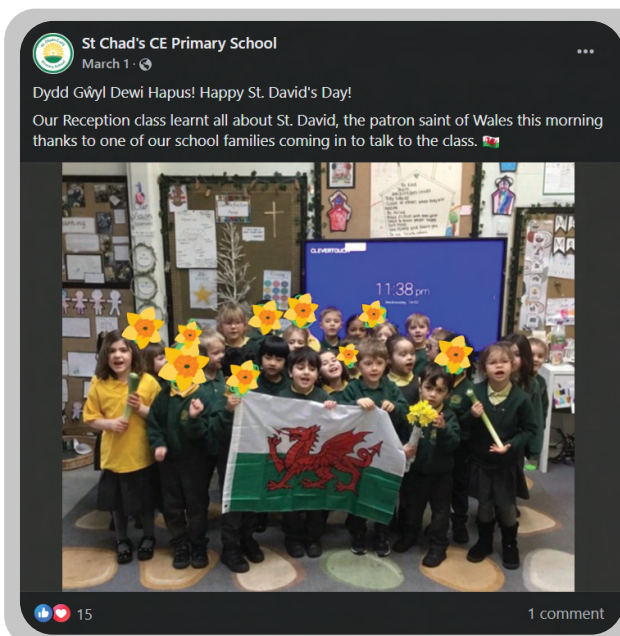 St Chad's CE Primary School
March 1 ·
Dydd Gŵyl Dewi Hapus! Happy St. David's Day!
Our Reception class learnt all about St. David, the patron saint of Wales this morning
thanks to one of our school families coming in to talk to the class.
CLEVERTOUCH
11:38 pm
15
1 comment